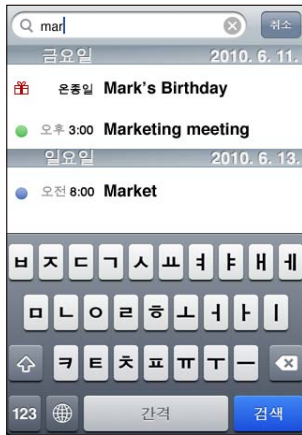 mar 취소
금요일 2010. 6. 11.
온종일 Mark's Birthday
오후 3:00 Marketing meeting
일요일 2010. 6. 13.
오전 8:00 Market
ㅂ ㅈ ㄷ ㄱ ㅅ ㅛ ㅕ ㅑ ㅐ ㅔ
ㅁ ㄴ ㅇ ㄹ ㅎ ㅗ ㅓ ㅏ ㅣ
ㅋ ㅌ ㅊ ㅍ ㅠ ㅜ ㅡ
123 간격 검색